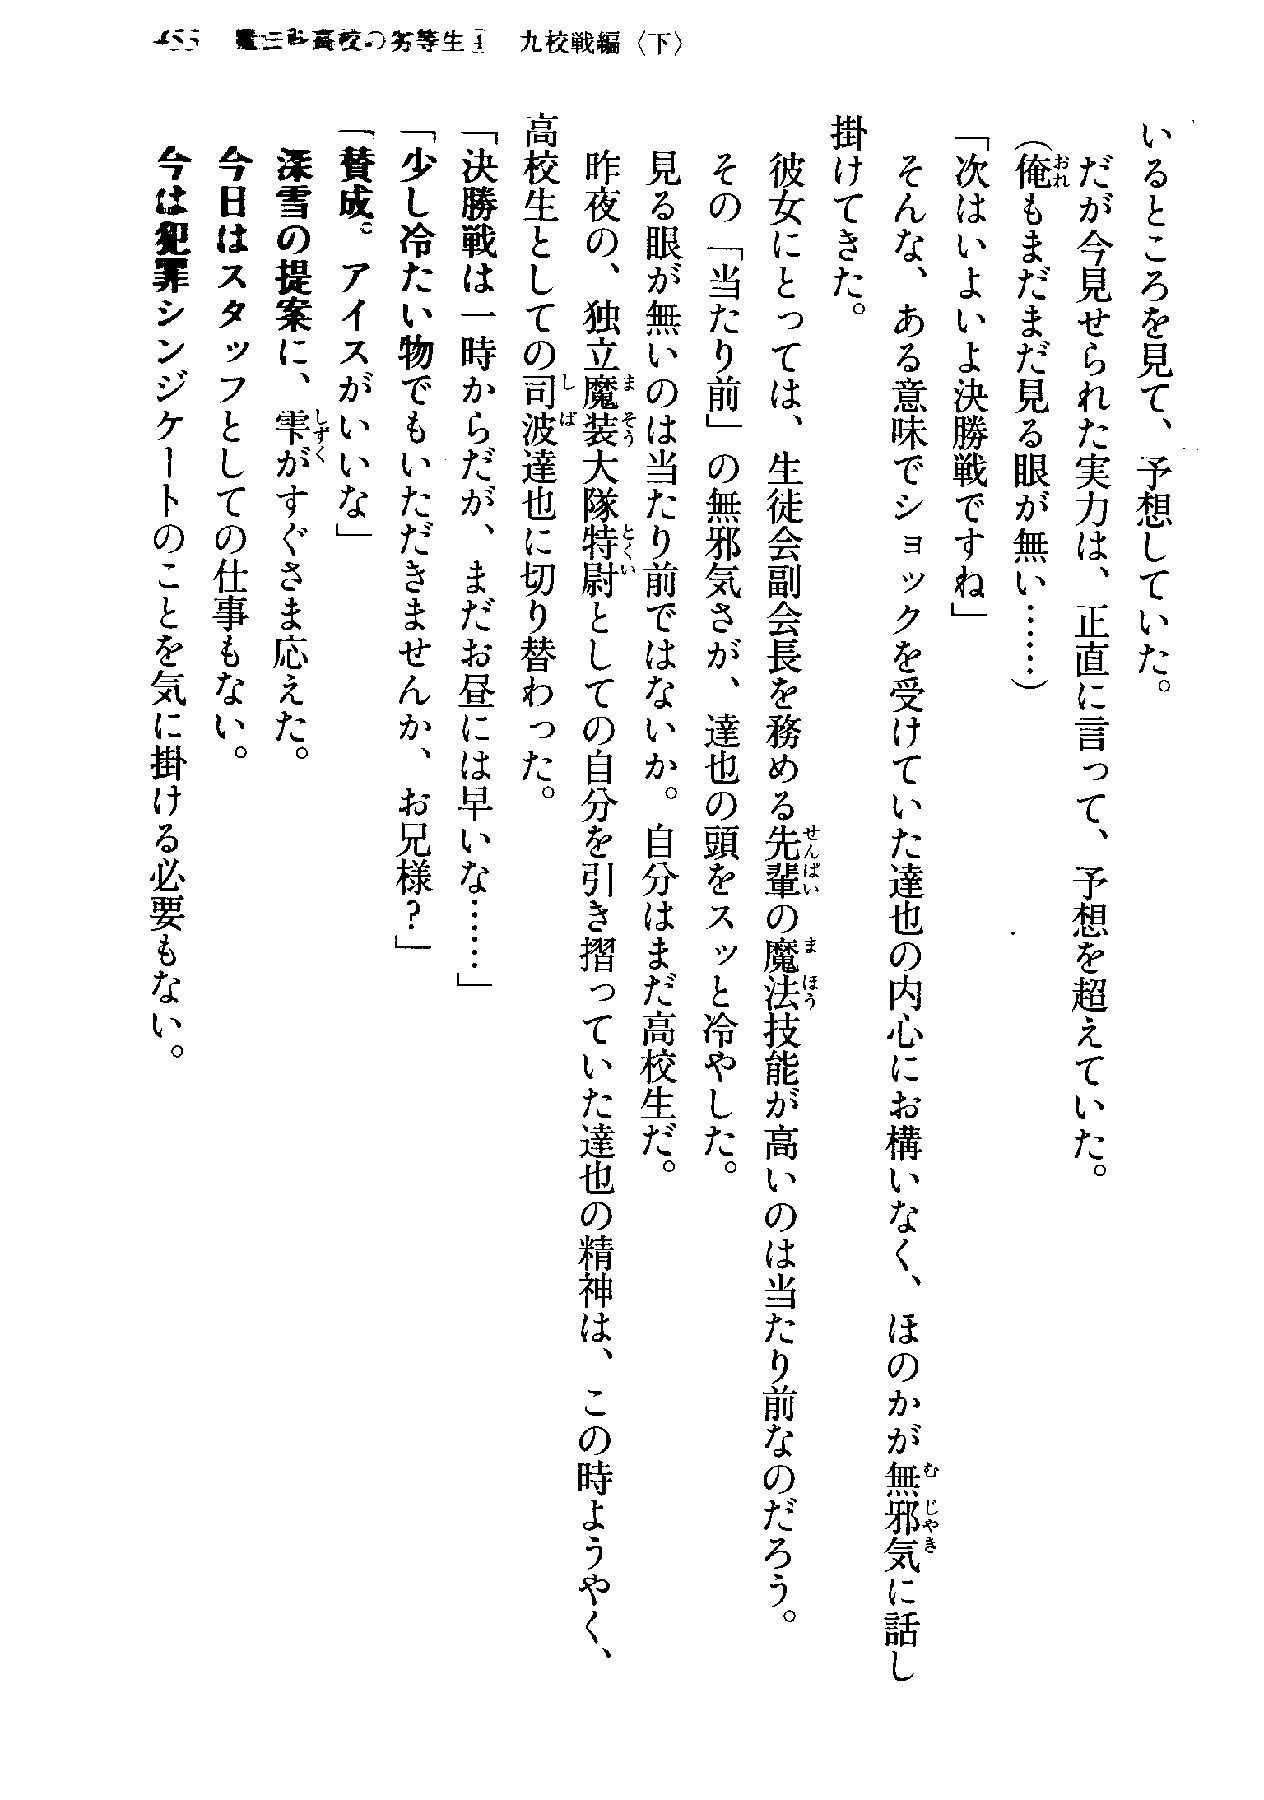 高校の劣等生 九校戦編〈下〉
いるところを見て、予想していた。
だが今見せられた実力は、正直に言って、予想を超えていた。
(俺もまだまだ見る眼が無い……)
「次はいよいよ決勝戦ですね」
そんな、ある意味でショックを受けていた達也の内心にお構いなく、ほのかが無邪気に話し
掛けてきた。
彼女にとっては、生徒会副会長を務める先輩の魔法技能が高いのは当たり前なのだろう。
その「当たり前」の無邪気さが、達也の頭をスッと冷やした。
見る眼が無いのは当たり前ではないか。自分はまだ高校生だ。
昨夜の、独立魔装大隊特尉としての自分を引き摺っていた達也の精神は、この時ようやく、
高校生としての司波達也に切り替わった。
「決勝戦は一時からだが、まだお昼には早いな……」
「少し冷たい物でもいただきませんか、お兄様?」
「賛成。アイスがいいな」
深雪の提案に、雫がすぐさま応えた。
今日はスタッフとしての仕事もない。
今は犯罪シンジケートのことを気に掛ける必要もない。